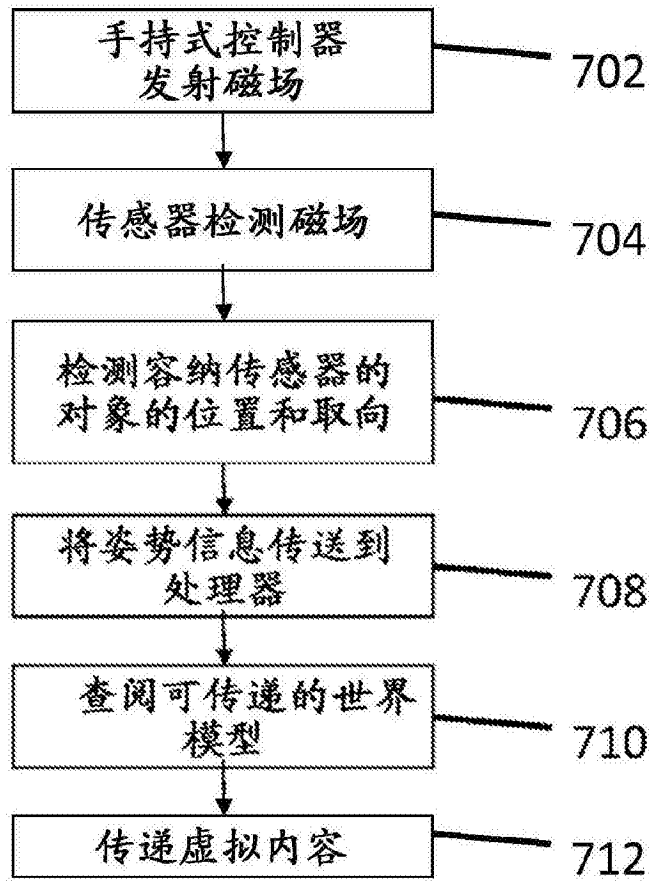 手持式控制器
发射磁场
702
传感器检测磁场
704
检测容纳传感器的
对象的位置和取向
706
将姿势信息传送到
处理器
708
查阅可传递的世界
模型
710
传递虚拟内容
712